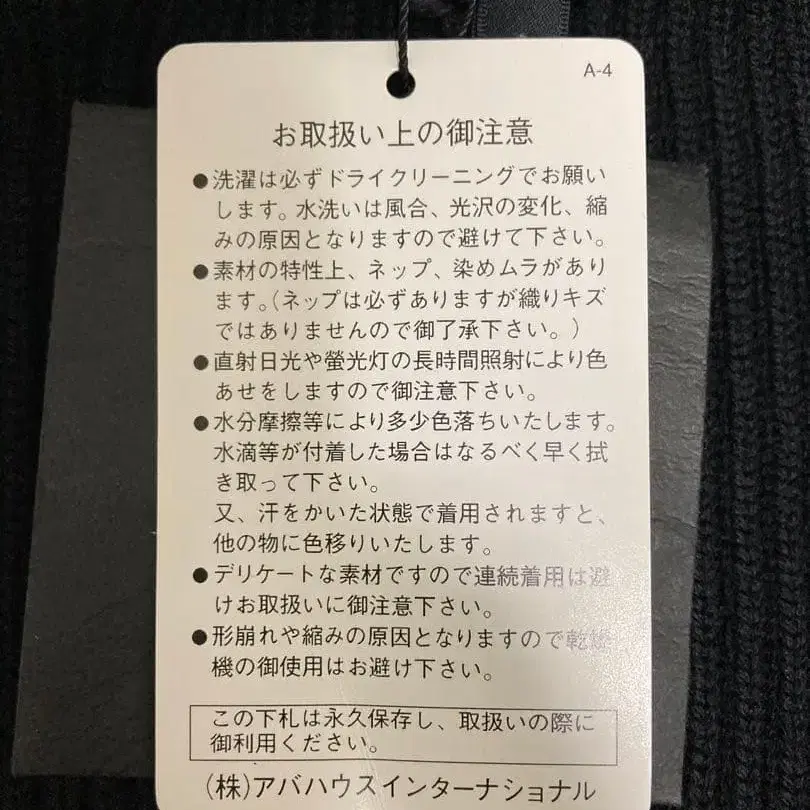 A-4
お取扱い上の御注意
●洗濯は必ずドライクリーニングでお願い
します。水洗いは風合、光沢の変化、縮
みの原因となりますので避けて下さい。
●素材の特性上、ネップ、染めムラがあり
ます。(ネップは必ずありますが織りキズ
ではありませんので御了承下さい。)
●直射日光や螢光灯の長時間照射により色
あせをしますので御注意下さい。
●水分摩擦等により多少色落ちいたします。
水滴等が付着した場合はなるべく早く拭
き取って下さい。
又、汗をかいた状態で着用されますと、
他の物に色移りいたします。
●デリケートな素材ですので連続着用は避
けお取扱いに御注意下さい。
●形崩れや縮みの原因となりますので乾燥
機の御使用はお避け下さい。
この下札は永久保存し、取扱いの際に
御利用ください。
(株)アバハウスインターナショナル